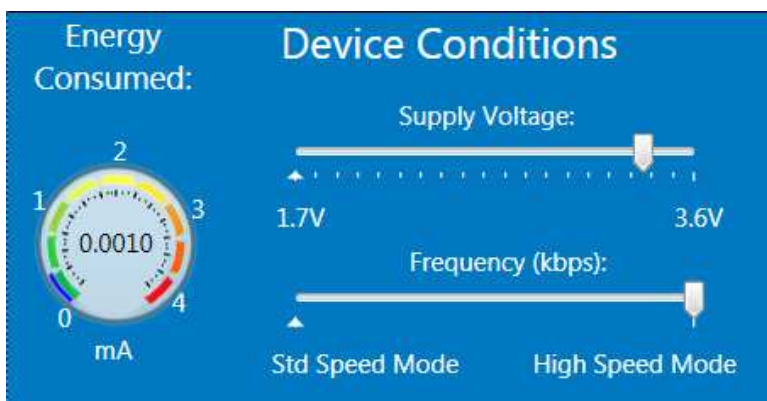 Energy
Consumed:
Device Conditions
Supply Voltage:
1.7V 3.6V
2
1 3
0.0010
0 4
mA
Frequency (kbps):
Std Speed Mode High Speed Mode